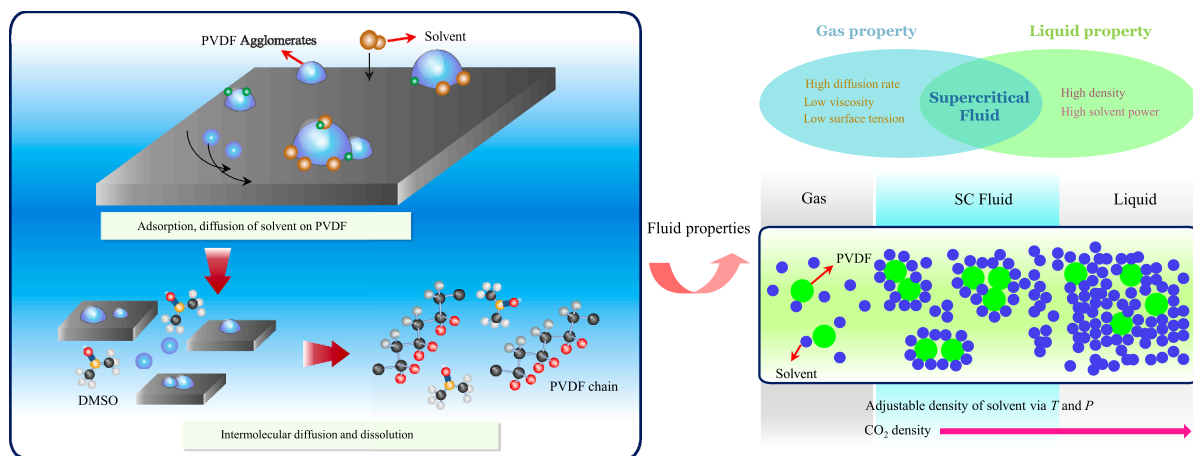 PVDF Agglomerates
Solvent
Adsorption, diffusion of solvent on PVDF
DMSO
PVDF chain
Intermolecular diffusion and dissolution
Fluid properties
Gas property
Liquid property
High diffusion rate
Low viscosity
Low surface tension
Supercritical
Fluid
High density
High solvent power
Gas
SC Fluid
Liquid
PVDF
Solvent
Adjustable density of solvent via T and P
CO₂ density